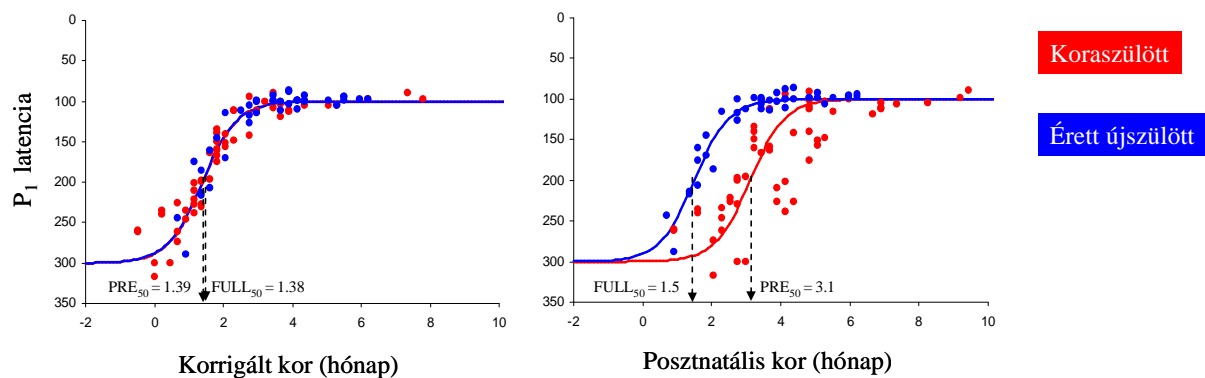 P₁ latencia
0
50
100
150
200
250
300
350
PRE₅₀ = 1.39
FULL₅₀ = 1.38
-2 0 2 4 6 8 10
Korrigált kor (hónap)
0
50
100
150
200
250
300
350
FULL₅₀ = 1.5
PRE₅₀ = 3.1
-2 0 2 4 6 8 10
Posztnatális kor (hónap)
Koraszülött
Érett újszülött